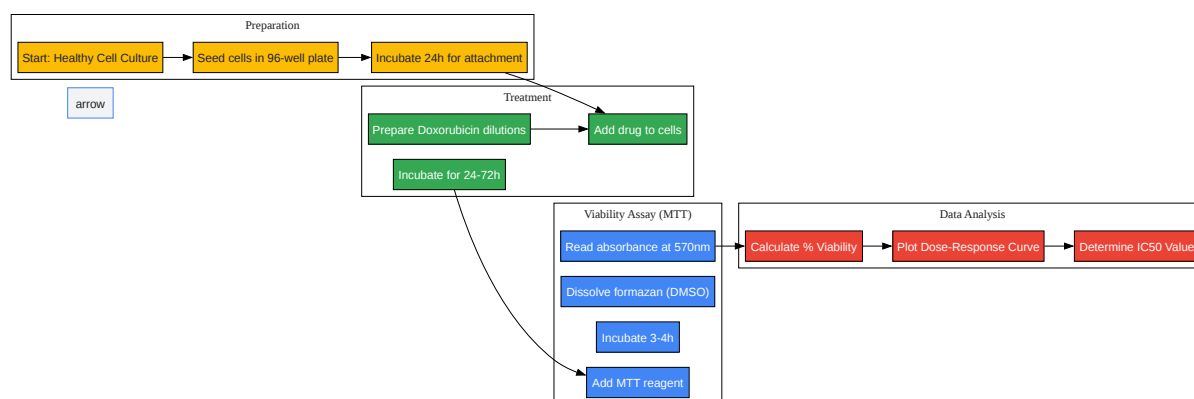 Preparation
Start: Healthy Cell Culture
Seed cells in 96-well plate
Incubate 24h for attachment
arrow
Treatment
Prepare Doxorubicin dilutions
Add drug to cells
Incubate for 24-72h
Viability Assay (MTT)
Read absorbance at 570nm
Dissolve formazan (DMSO)
Incubate 3-4h
Add MTT reagent
Data Analysis
Calculate % Viability
Plot Dose-Response Curve
Determine IC50 Value